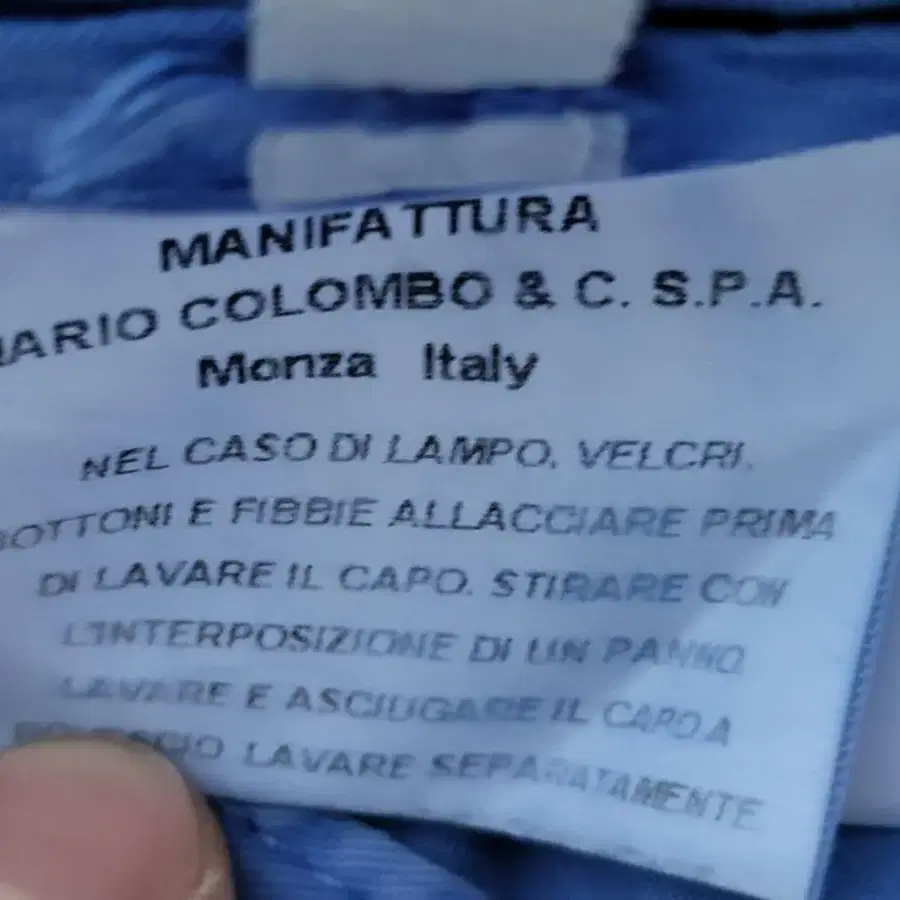 MANIFATTURA
ARIO COLOMBO & C. S.P.A.
Monza Italy
NEL CASO DI LAMPO, VELCRI,
BOTTONI E FIBBIE ALLACCIARE PRIMA
DI LAVARE IL CAPO. STIRARE CON
L'INTERPOSIZIONE DI UN PANNO
LAVARE E ASCIUGARE IL CAPO A
LAVARE SEPARATAMENTE